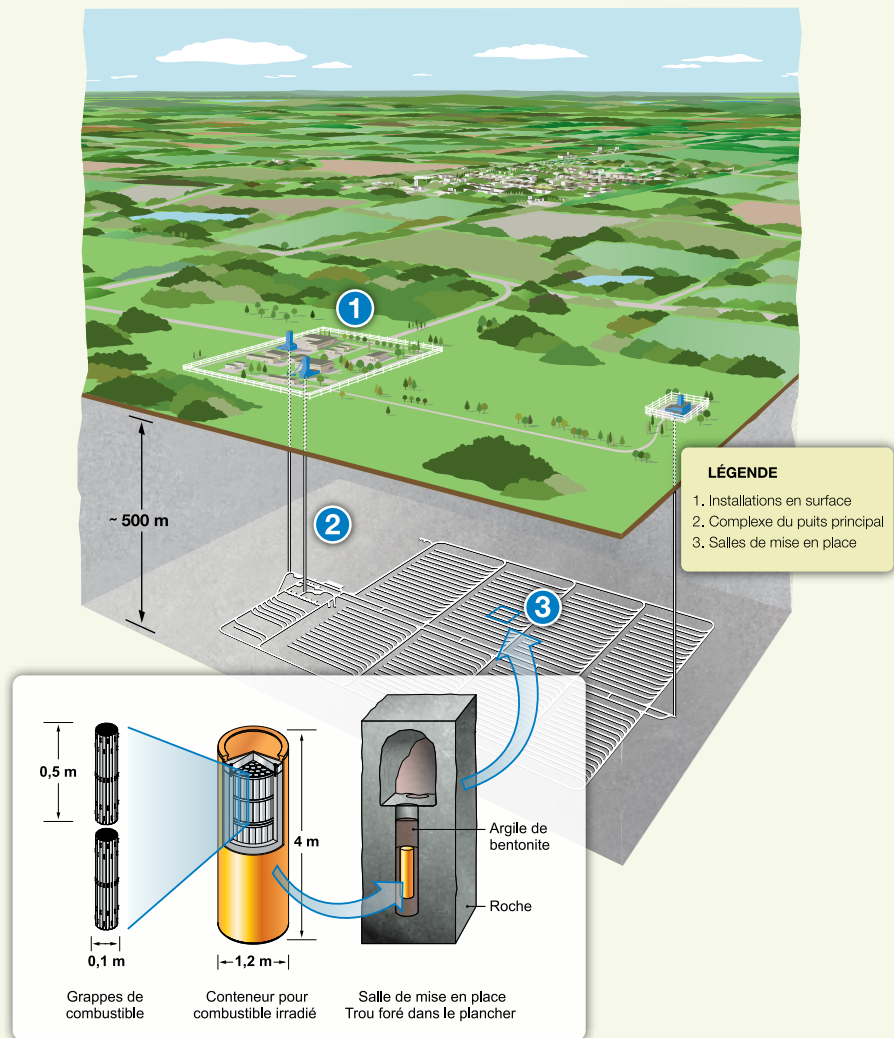 1
~ 500 m
2
LÉGENDE
1. Installations en surface
2. Complexe du puits principal
3. Salles de mise en place
3
0,5 m
4 m
Argile de
bentonite
Roche
0,1 m
1,2 m
Grappes de
combustible
Conteneur pour
combustible irradié
Salle de mise en place
Trou foré dans le plancher